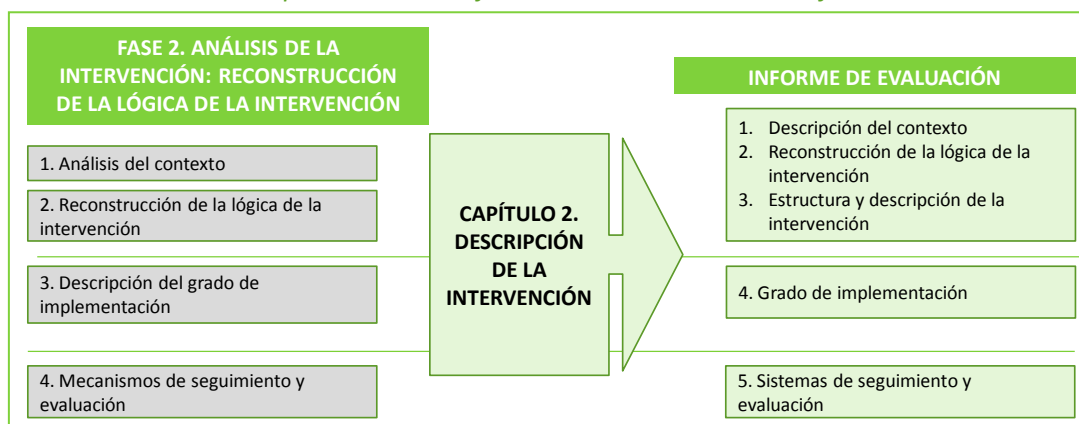 FASE 2. ANÁLISIS DE LA
INTERVENCIÓN: RECONSTRUCCIÓN
DE LA LÓGICA DE LA INTERVENCIÓN
1. Análisis del contexto
2. Reconstrucción de la lógica de la
intervención
3. Descripción del grado de
implementación
4. Mecanismos de seguimiento y
evaluación
CAPÍTULO 2.
DESCRIPCIÓN
DE LA
INTERVENCIÓN
INFORME DE EVALUACIÓN
1. Descripción del contexto
2. Reconstrucción de la lógica de la
intervención
3. Estructura y descripción de la
intervención
4. Grado de implementación
5. Sistemas de seguimiento y
evaluación